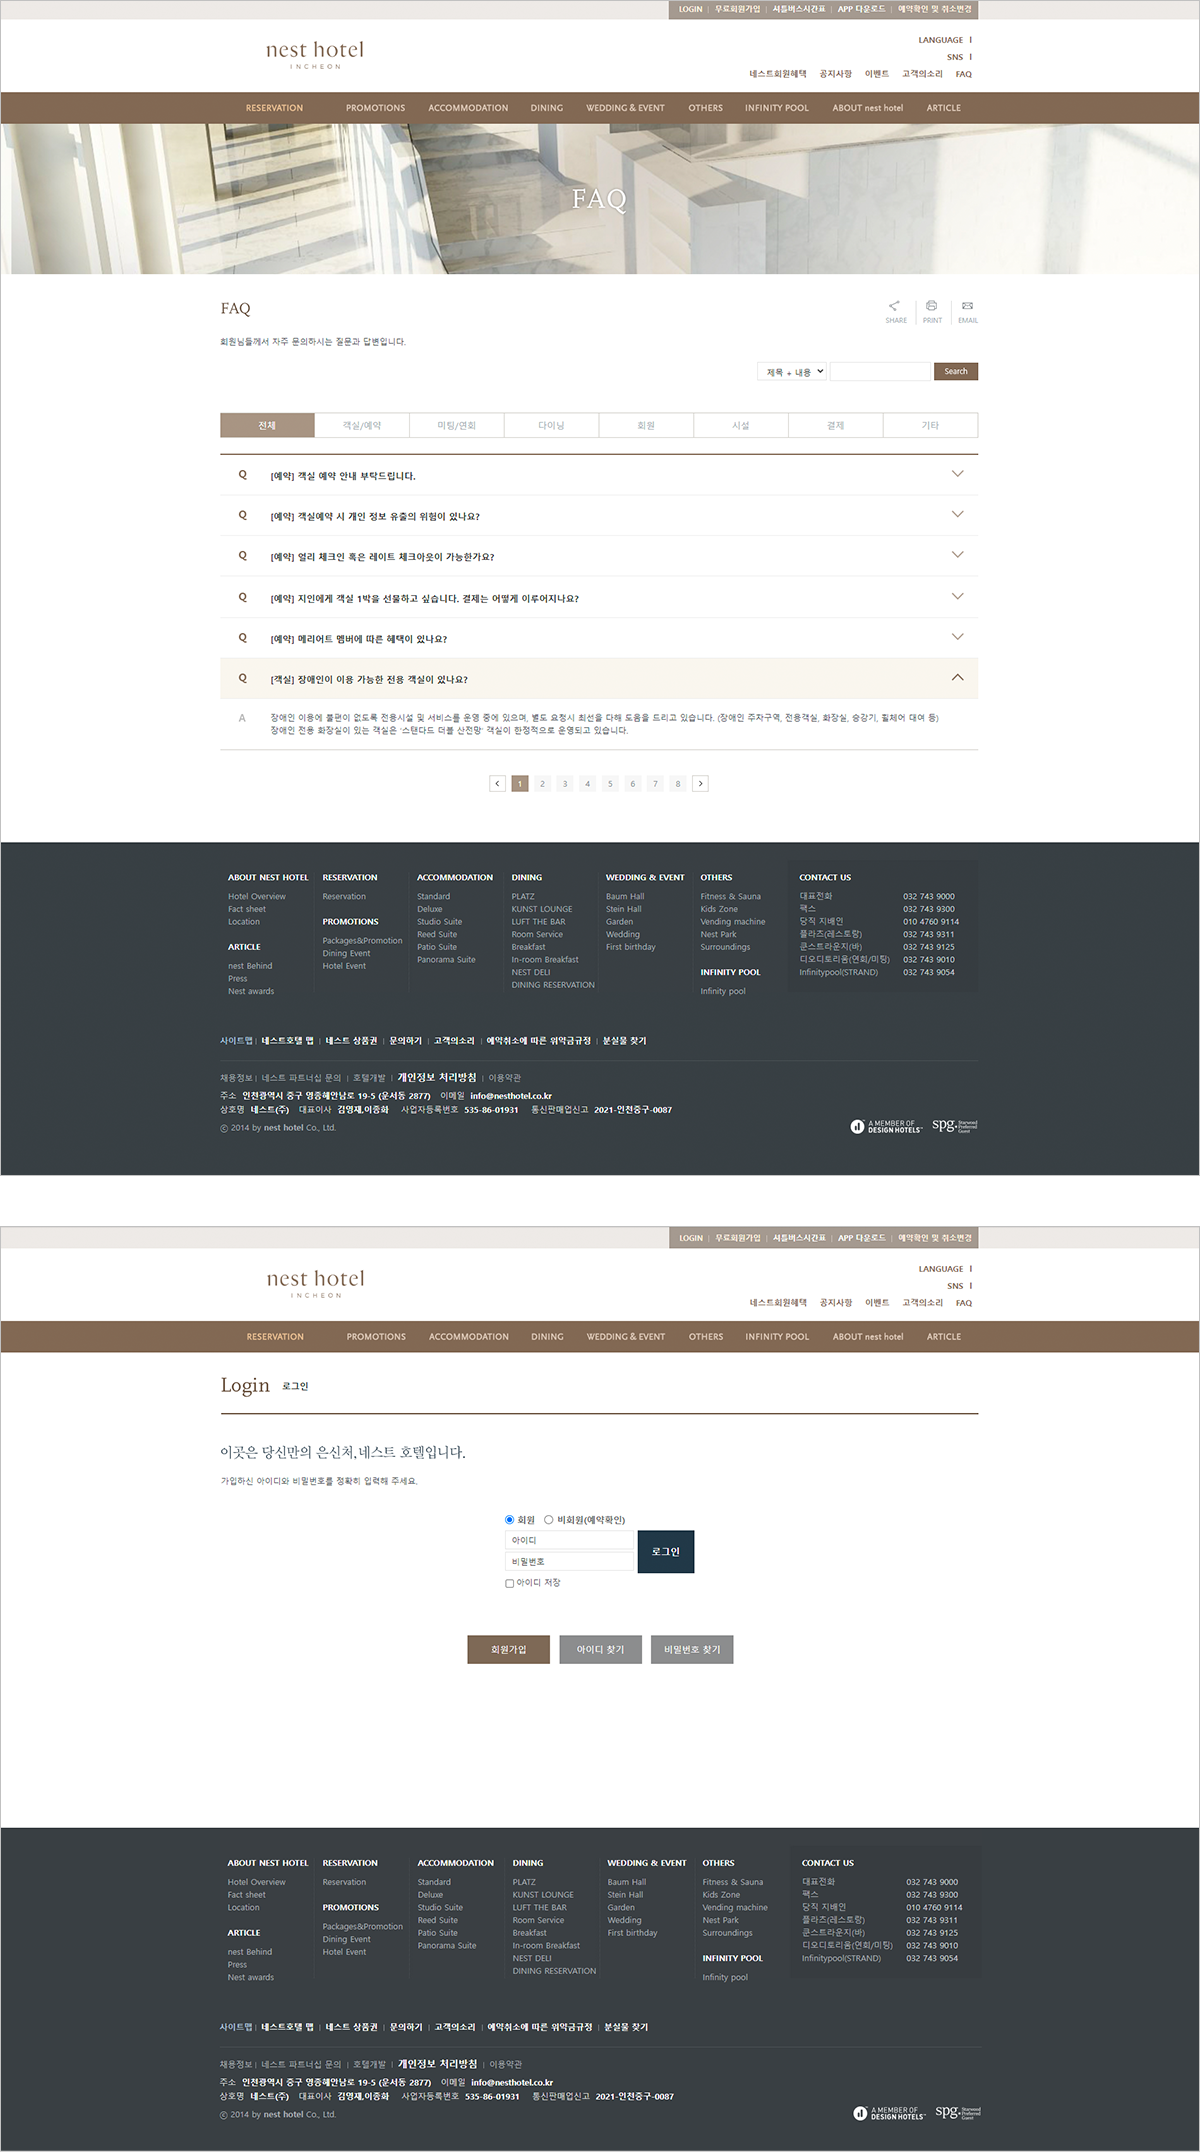 LOGIN | 무료회원가입 | 셔틀버스시간표 | APP 다운로드 | 예약확인 및 취소변경
nest hotel
INCHEON
LANGUAGE |
SNS |
네스트회원혜택 공지사항 이벤트 고객의소리 FAQ
RESERVATION PROMOTIONS ACCOMMODATION DINING WEDDING & EVENT OTHERS INFINITY POOL ABOUT nest hotel ARTICLE
FAQ
FAQ
SHARE PRINT EMAIL
회원님들께서 자주 문의하시는 질문과 답변입니다.
제목 + 내용 Search
전체 객실/예약 미팅/연회 다이닝 회원 시설 결제 기타
Q [예약] 객실 예약 안내 부탁드립니다.
Q [예약] 객실예약 시 개인 정보 유출의 위험이 있나요?
Q [예약] 얼리 체크인 혹은 레이트 체크아웃이 가능한가요?
Q [예약] 지인에게 객실 1박을 선물하고 싶습니다. 결제는 어떻게 이루어지나요?
Q [예약] 메리어트 멤버에 따른 혜택이 있나요?
Q [객실] 장애인이 이용 가능한 전용 객실이 있나요?
A 장애인 이용에 불편이 없도록 전용시설 및 서비스를 운영 중에 있으며, 별도 요청시 최선을 다해 도움을 드리고 있습니다. (장애인 주차구역, 전용객실, 화장실, 승강기, 휠체어 대여 등)
장애인 전용 화장실이 있는 객실은 '스탠다드 더블 산전망' 객실이 한정적으로 운영되고 있습니다.
< 1 2 3 4 5 6 7 8 >
ABOUT NEST HOTEL
Hotel Overview
Fact sheet
Location
ARTICLE
nest Behind
Press
Nest awards
RESERVATION
Reservation
PROMOTIONS
Packages&Promotion
Dining Event
Hotel Event
ACCOMMODATION
Standard
Deluxe
Studio Suite
Reed Suite
Patio Suite
Panorama Suite
DINING
PLATZ
KUNST LOUNGE
LUFT THE BAR
Room Service
Breakfast
In-room Breakfast
NEST DELI
DINING RESERVATION
WEDDING & EVENT
Baum Hall
Stein Hall
Garden
Wedding
First birthday
OTHERS
Fitness & Sauna
Kids Zone
Vending machine
Nest Park
Surroundings
INFINITY POOL
Infinity pool
CONTACT US
대표전화 032 743 9000
팩스 032 743 9300
당직 지배인 010 4760 9114
플라츠(레스토랑) 032 743 9311
쿤스트라운지(바) 032 743 9125
디오디토리움(연회/미팅) 032 743 9010
Infinitypool(STRAND) 032 743 9054
사이트맵 | 네스트호텔 맵 | 네스트 상품권 | 문의하기 | 고객의소리 | 예약취소에 따른 위약금규정 | 분실물 찾기
채용정보 | 네스트 파트너십 문의 | 호텔개발 | 개인정보 처리방침 | 이용약관
주소 인천광역시 중구 영종해안남로 19-5 (운서동 2877) 이메일 info@nesthotel.co.kr
상호명 네스트(주) 대표이사 김영재,이종화 사업자등록번호 535-86-01931 통신판매업신고 2021-인천중구-0087
ⓒ 2014 by nest hotel Co., Ltd.
A MEMBER OF
DESIGN HOTELS™
spg. Starwood
Preferred
Guest
LOGIN | 무료회원가입 | 셔틀버스시간표 | APP 다운로드 | 예약확인 및 취소변경
nest hotel
INCHEON
LANGUAGE |
SNS |
네스트회원혜택 공지사항 이벤트 고객의소리 FAQ
RESERVATION PROMOTIONS ACCOMMODATION DINING WEDDING & EVENT OTHERS INFINITY POOL ABOUT nest hotel ARTICLE
Login 로그인
이곳은 당신만의 은신처, 네스트 호텔입니다.
가입하신 아이디와 비밀번호를 정확히 입력해 주세요.
회원 비회원(예약확인)
아이디
비밀번호
로그인
아이디 저장
회원가입 아이디 찾기 비밀번호 찾기
ABOUT NEST HOTEL
Hotel Overview
Fact sheet
Location
ARTICLE
nest Behind
Press
Nest awards
RESERVATION
Reservation
PROMOTIONS
Packages&Promotion
Dining Event
Hotel Event
ACCOMMODATION
Standard
Deluxe
Studio Suite
Reed Suite
Patio Suite
Panorama Suite
DINING
PLATZ
KUNST LOUNGE
LUFT THE BAR
Room Service
Breakfast
In-room Breakfast
NEST DELI
DINING RESERVATION
WEDDING & EVENT
Baum Hall
Stein Hall
Garden
Wedding
First birthday
OTHERS
Fitness & Sauna
Kids Zone
Vending machine
Nest Park
Surroundings
INFINITY POOL
Infinity pool
CONTACT US
대표전화 032 743 9000
팩스 032 743 9300
당직 지배인 010 4760 9114
플라츠(레스토랑) 032 743 9311
쿤스트라운지(바) 032 743 9125
디오디토리움(연회/미팅) 032 743 9010
Infinitypool(STRAND) 032 743 9054
사이트맵 | 네스트호텔 맵 | 네스트 상품권 | 문의하기 | 고객의소리 | 예약취소에 따른 위약금규정 | 분실물 찾기
채용정보 | 네스트 파트너십 문의 | 호텔개발 | 개인정보 처리방침 | 이용약관
주소 인천광역시 중구 영종해안남로 19-5 (운서동 2877) 이메일 info@nesthotel.co.kr
상호명 네스트(주) 대표이사 김영재,이종화 사업자등록번호 535-86-01931 통신판매업신고 2021-인천중구-0087
ⓒ 2014 by nest hotel Co., Ltd.
A MEMBER OF
DESIGN HOTELS™
spg. Starwood
Preferred
Guest